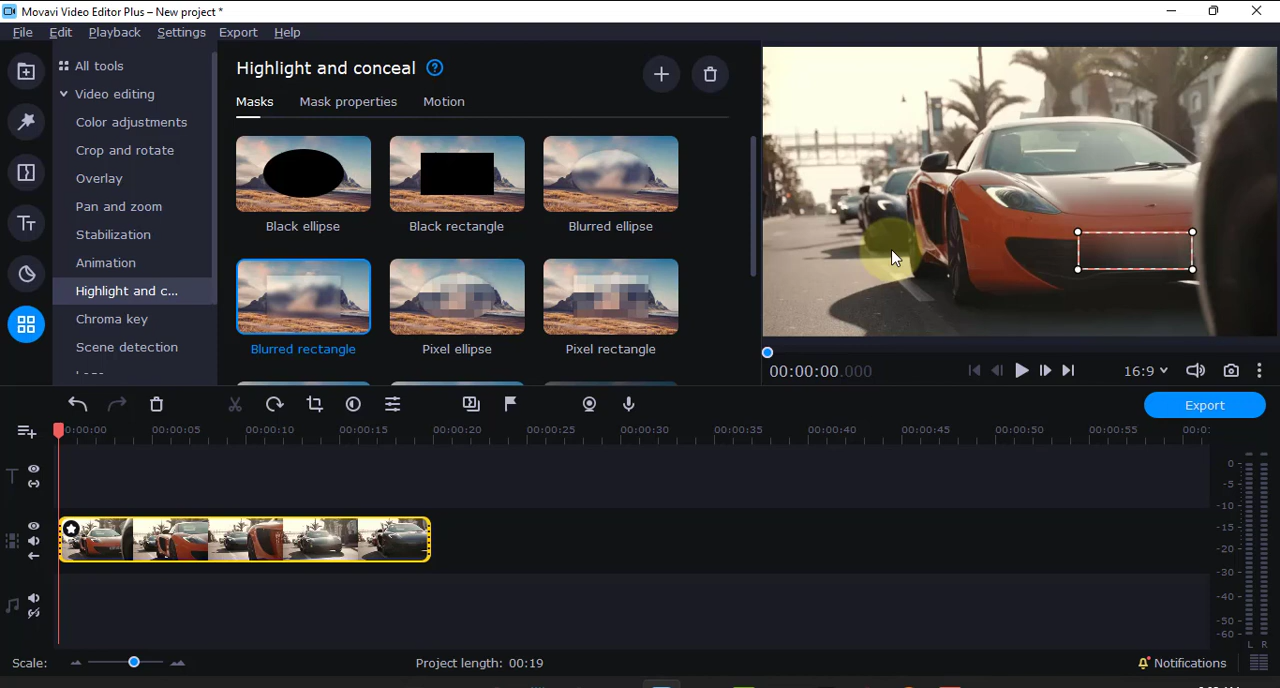 Movavi Video Editor Plus – New project *
File Edit Playback Settings Export Help
All tools
Video editing
Color adjustments
Crop and rotate
Overlay
Pan and zoom
Stabilization
Animation
Highlight and c...
Chroma key
Scene detection
Highlight and conceal ?
Masks Mask properties Motion
Black ellipse Black rectangle Blurred ellipse
Blurred rectangle Pixel ellipse Pixel rectangle
00:00:00.000
16:9
Export
0:00:00 00:00:05 00:00:10 00:00:15 00:00:20 00:00:25 00:00:30 00:00:35 00:00:40 00:00:45 00:00:50 00:00:55 00:0
0
-5
-10
-15
-20
-30
-40
-50
-60
L R
Scale:
Project length: 00:19
Notifications